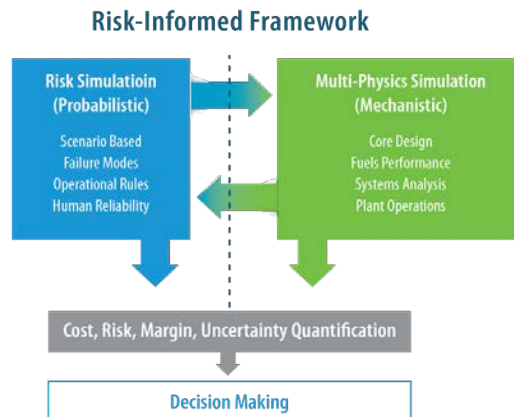 Risk-Informed Framework
Risk Simulatioin
(Probabilistic)
Scenario Based
Failure Modes
Operational Rules
Human Reliability
Multi-Physics Simulation
(Mechanistic)
Core Design
Fuels Performance
Systems Analysis
Plant Operations
Cost, Risk, Margin, Uncertainty Quantification
Decision Making